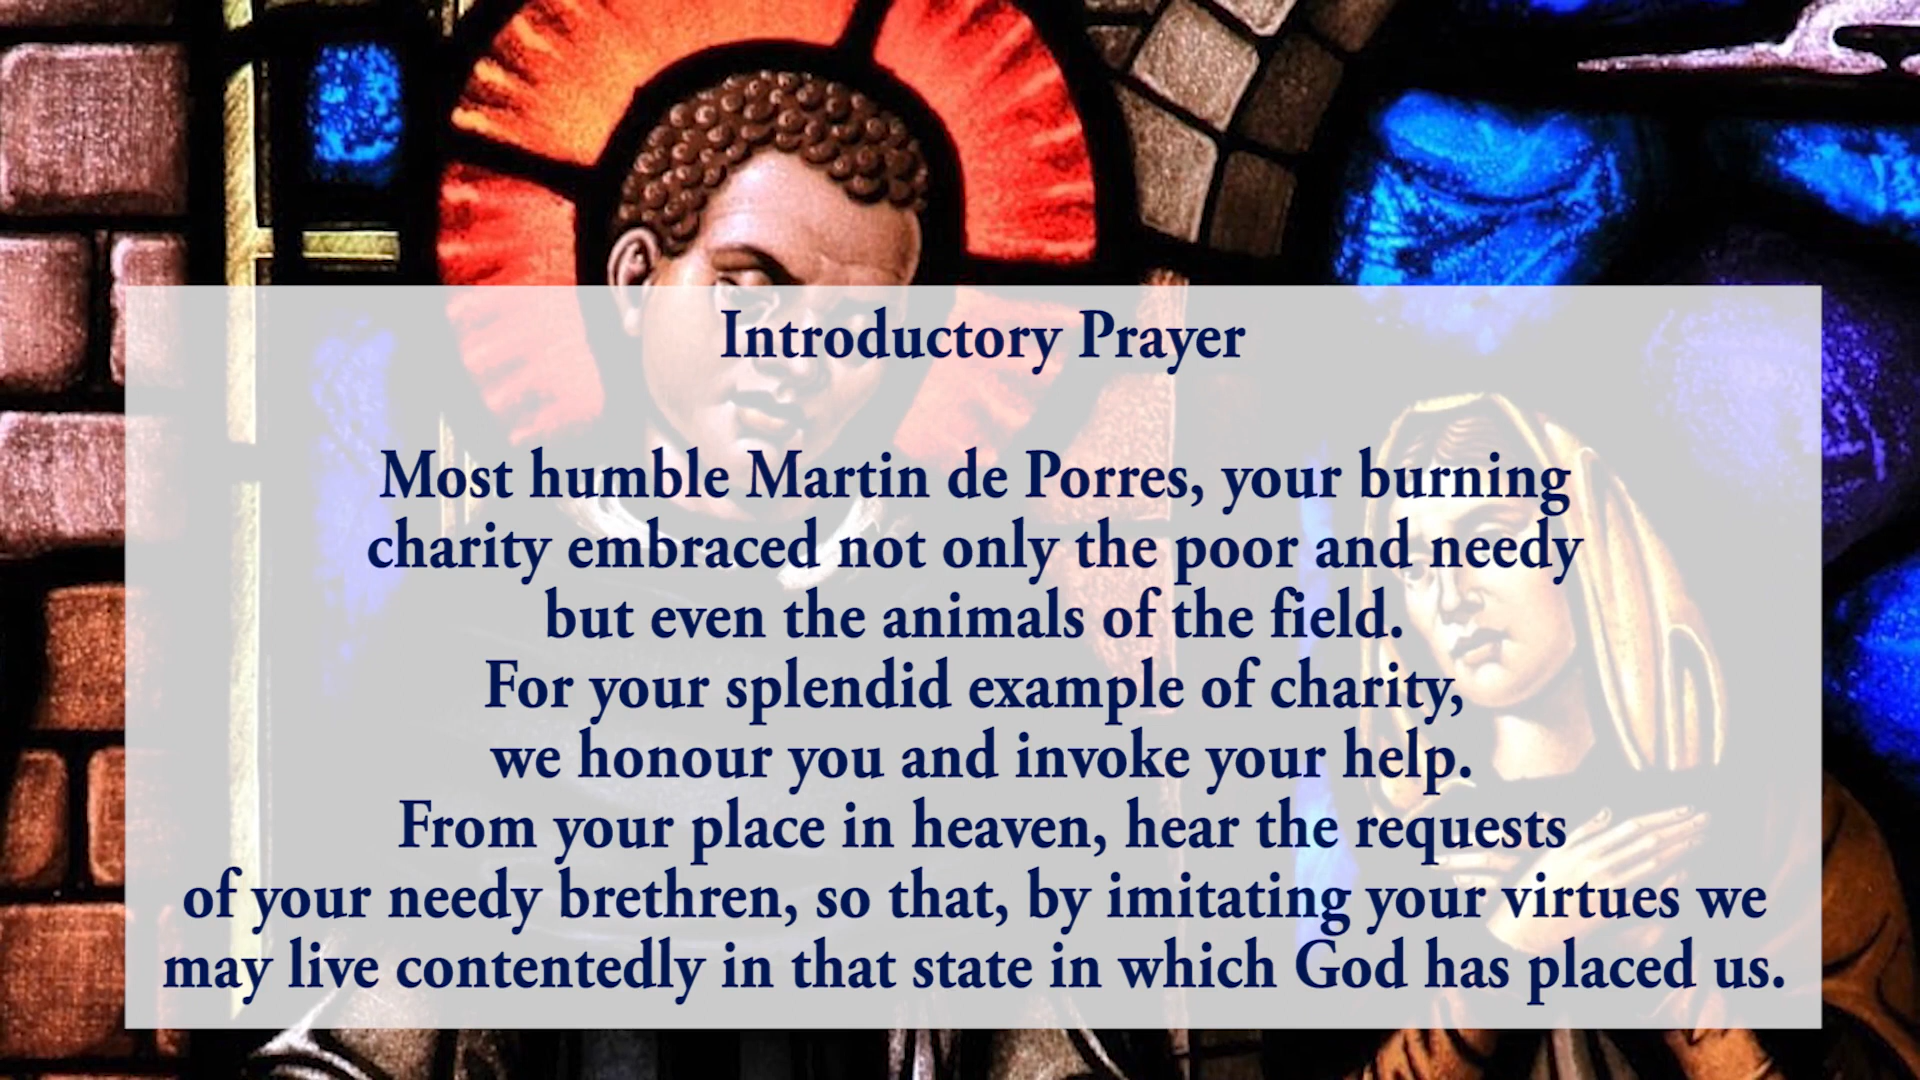 Introductory Prayer
Most humble Martin de Porres, your burning
charity embraced not only the poor and needy
but even the animals of the field.
For your splendid example of charity,
we honour you and invoke your help.
From your place in heaven, hear the requests
of your needy brethren, so that, by imitating your virtues we
may live contentedly in that state in which God has placed us.